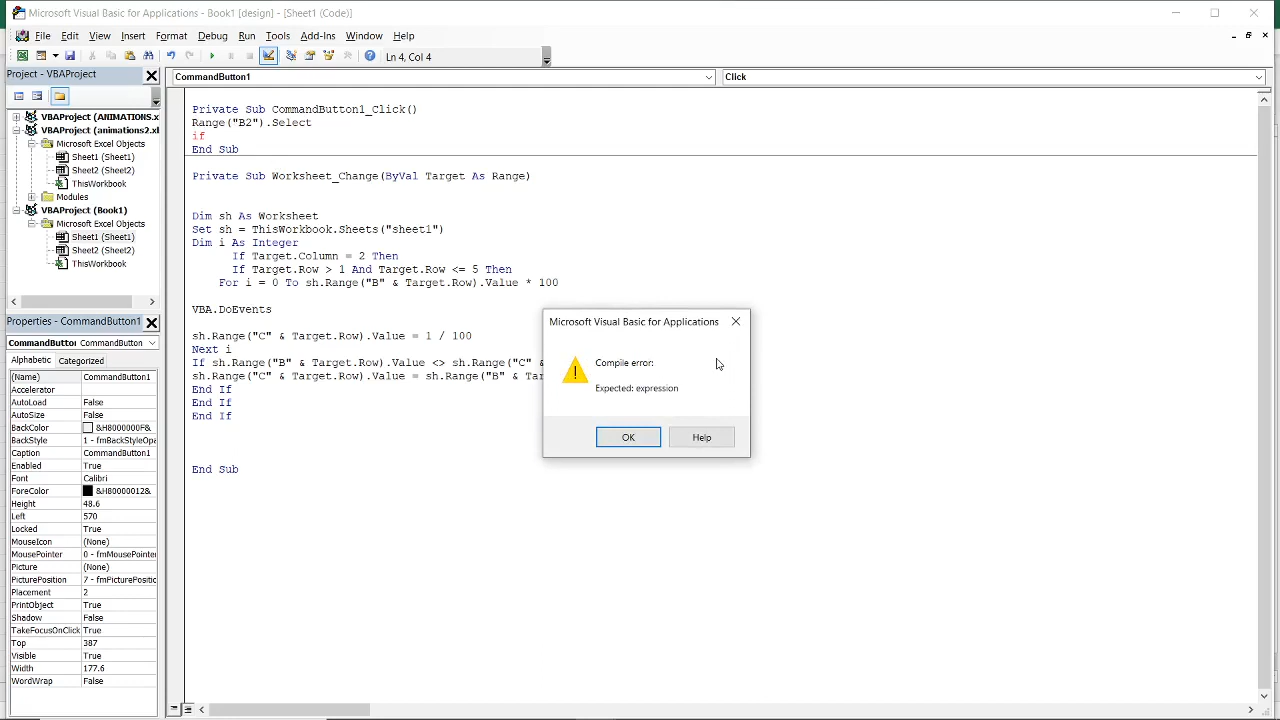 Microsoft Visual Basic for Applications - Book1 [design] - [Sheet1 (Code)]
File Edit View Insert Format Debug Run Tools Add-Ins Window Help
Ln 4, Col 4
Project - VBAProject
CommandButton1
Click
VBAProject (ANIMATIONS.x
VBAProject (animations2.xl
Microsoft Excel Objects
Sheet1 (Sheet1)
Sheet2 (Sheet2)
ThisWorkbook
Modules
VBAProject (Book1)
Microsoft Excel Objects
Sheet1 (Sheet1)
Sheet2 (Sheet2)
ThisWorkbook
Properties - CommandButton1
CommandButton CommandButton
Alphabetic Categorized
(Name) CommandButton1
Accelerator
AutoLoad False
AutoSize False
BackColor &H8000000F&
BackStyle 1 - fmBackStyleOpa
Caption CommandButton1
Enabled True
Font Calibri
ForeColor &H80000012&
Height 48.6
Left 570
Locked True
MouseIcon (None)
MousePointer 0 - fmMousePointer
Picture (None)
PicturePosition 7 - fmPicturePositic
Placement 2
PrintObject True
Shadow False
TakeFocusOnClick True
Top 387
Visible True
Width 177.6
WordWrap False
Private Sub CommandButton1_Click()
Range("B2").Select
if
End Sub
Private Sub Worksheet_Change(ByVal Target As Range)
Dim sh As Worksheet
Set sh = ThisWorkbook.Sheets("sheet1")
Dim i As Integer
If Target.Column = 2 Then
If Target.Row > 1 And Target.Row <= 5 Then
For i = 0 To sh.Range("B" & Target.Row).Value * 100
VBA.DoEvents
sh.Range("C" & Target.Row).Value = 1 / 100
Next i
If sh.Range("B" & Target.Row).Value <> sh.Range("C" &
sh.Range("C" & Target.Row).Value = sh.Range("B" & Ta
End If
End If
End If
End Sub
Microsoft Visual Basic for Applications
Compile error:
Expected: expression
OK
Help